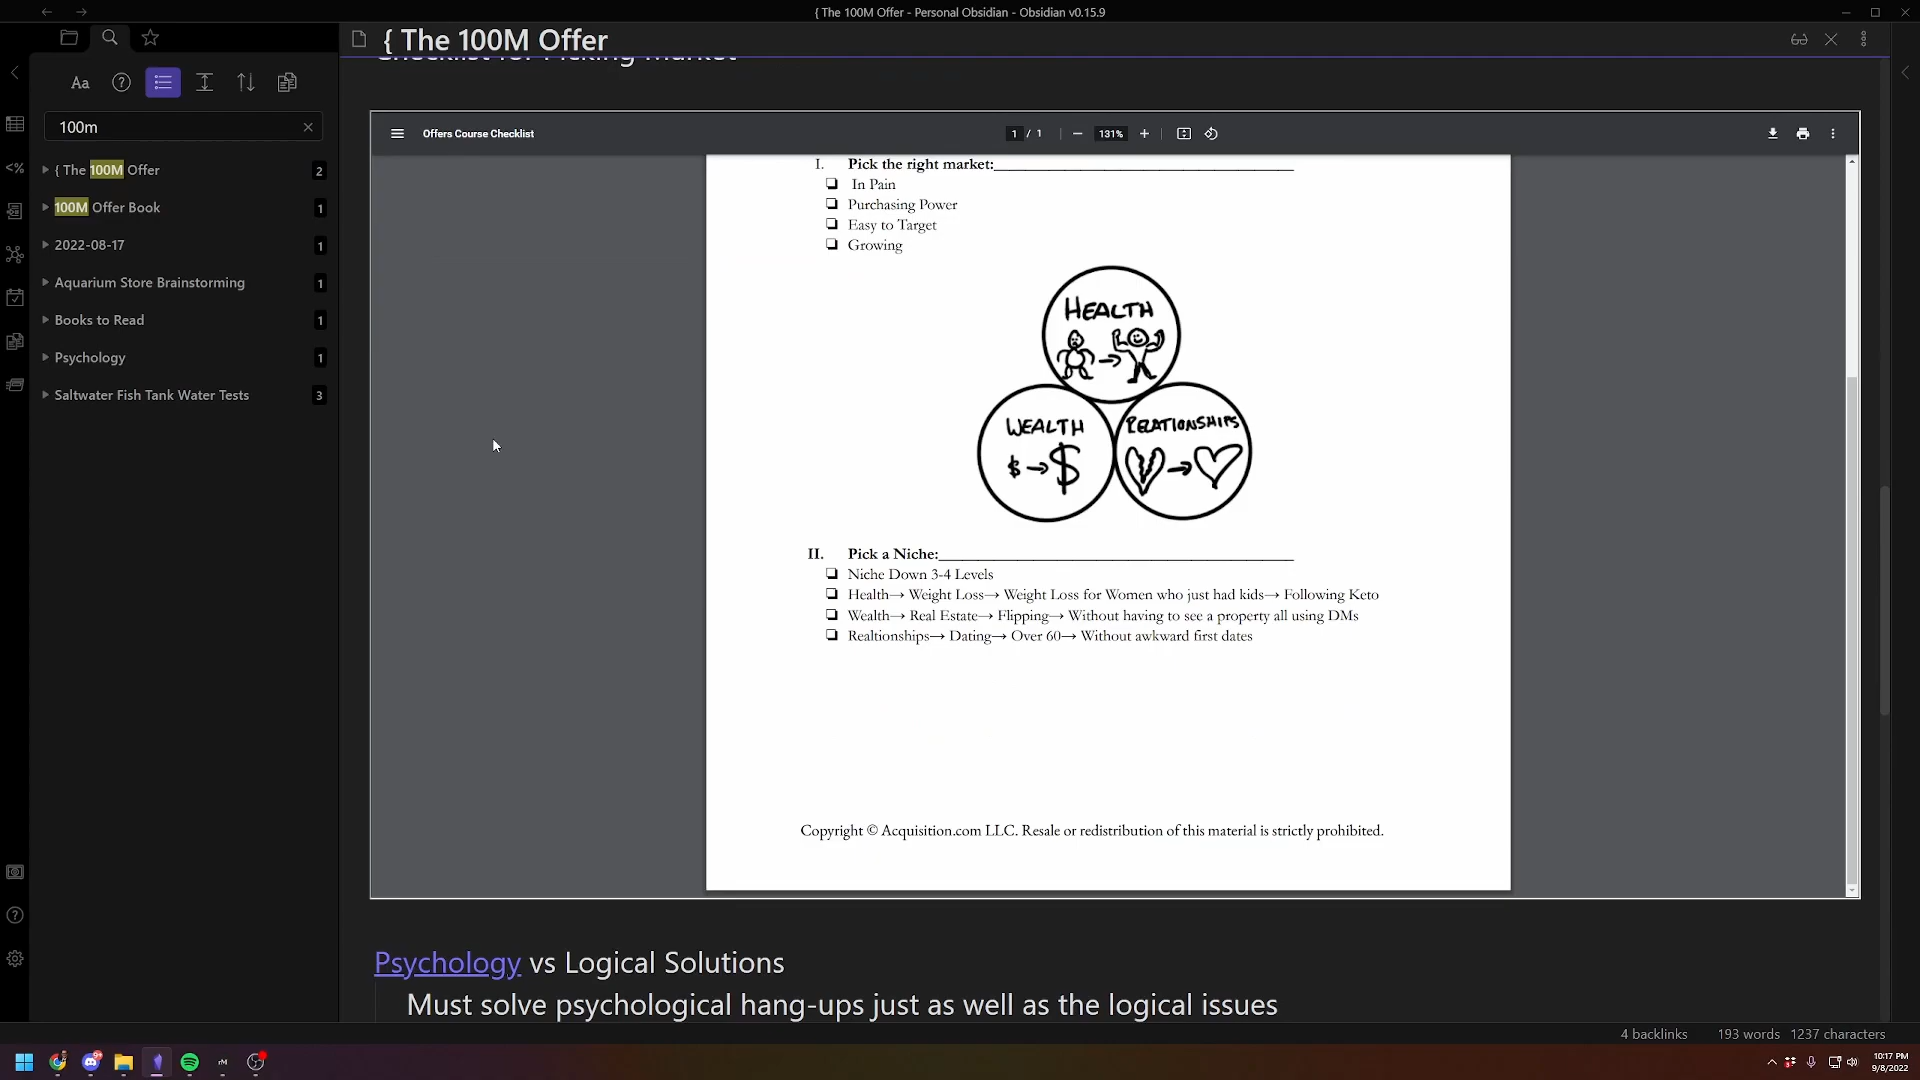 { The 100M Offer - Personal Obsidian - Obsidian v0.15.9
{ The 100M Offer
Aa
100m
{ The 100M Offer 2
100M Offer Book 1
2022-08-17 1
Aquarium Store Brainstorming 1
Books to Read 1
Psychology 1
Saltwater Fish Tank Water Tests 3
Checklist for Picking Market
Offers Course Checklist 1 / 1 131%
I. Pick the right market:
In Pain
Purchasing Power
Easy to Target
Growing
HEALTH
WEALTH
$ → $
RELATIONSHIPS
II. Pick a Niche:
Niche Down 3-4 Levels
Health→ Weight Loss→ Weight Loss for Women who just had kids→ Following Keto
Wealth→ Real Estate→ Flipping→ Without having to see a property all using DMs
Realtionships→ Dating→ Over 60→ Without awkward first dates
Copyright © Acquisition.com LLC. Resale or redistribution of this material is strictly prohibited.
Psychology vs Logical Solutions
Must solve psychological hang-ups just as well as the logical issues
4 backlinks 193 words 1237 characters
rM
10:17 PM
9/8/2022